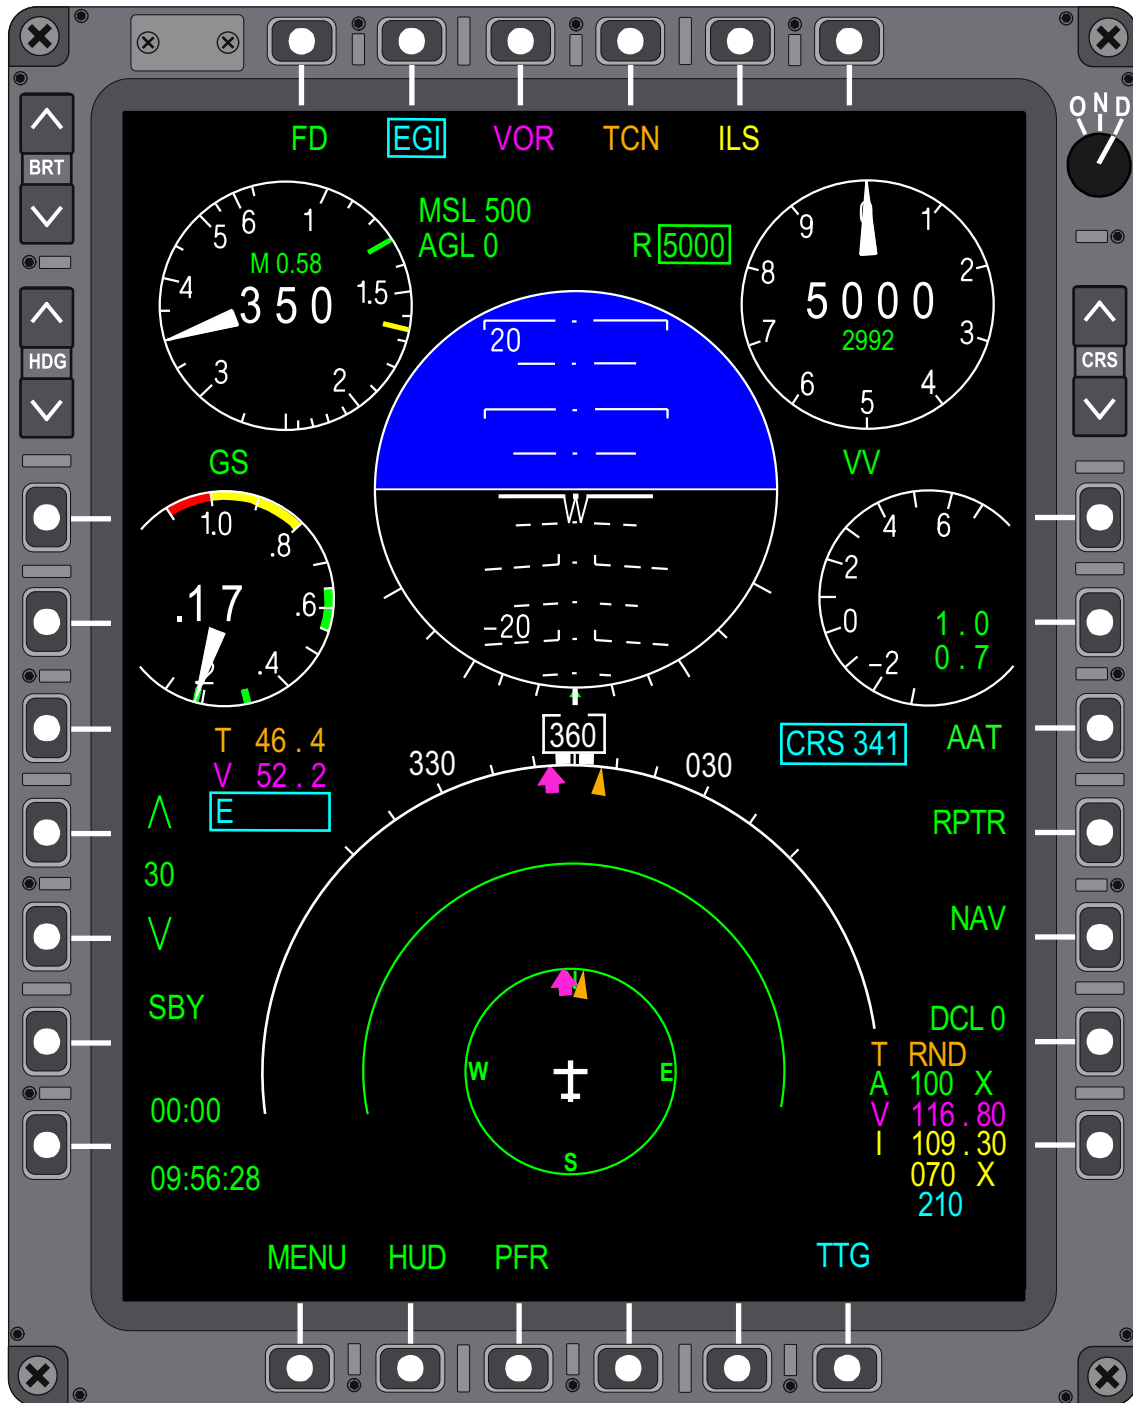 O N D
FD EGI VOR TCN ILS
BRT
MSL 500
AGL 0
R 5000
1 1.5 2 3 4 5 6
M 0.58
350
0 1 2 3 4 5 6 7 8 9
5000
2992
HDG
CRS
20
GS
VV
1.0 .8 .6 .4 .2
.17
-20
6 4 2 0 -2
1.0
0.7
T 46.4
V 52.2
E
360
CRS 341
AAT
330
030
RPTR
30
NAV
SBY
N
W E
S
DCL 0
T RND
A 100 X
V 116.80
I 109.30
070 X
210
00:00
09:56:28
MENU HUD PFR TTG